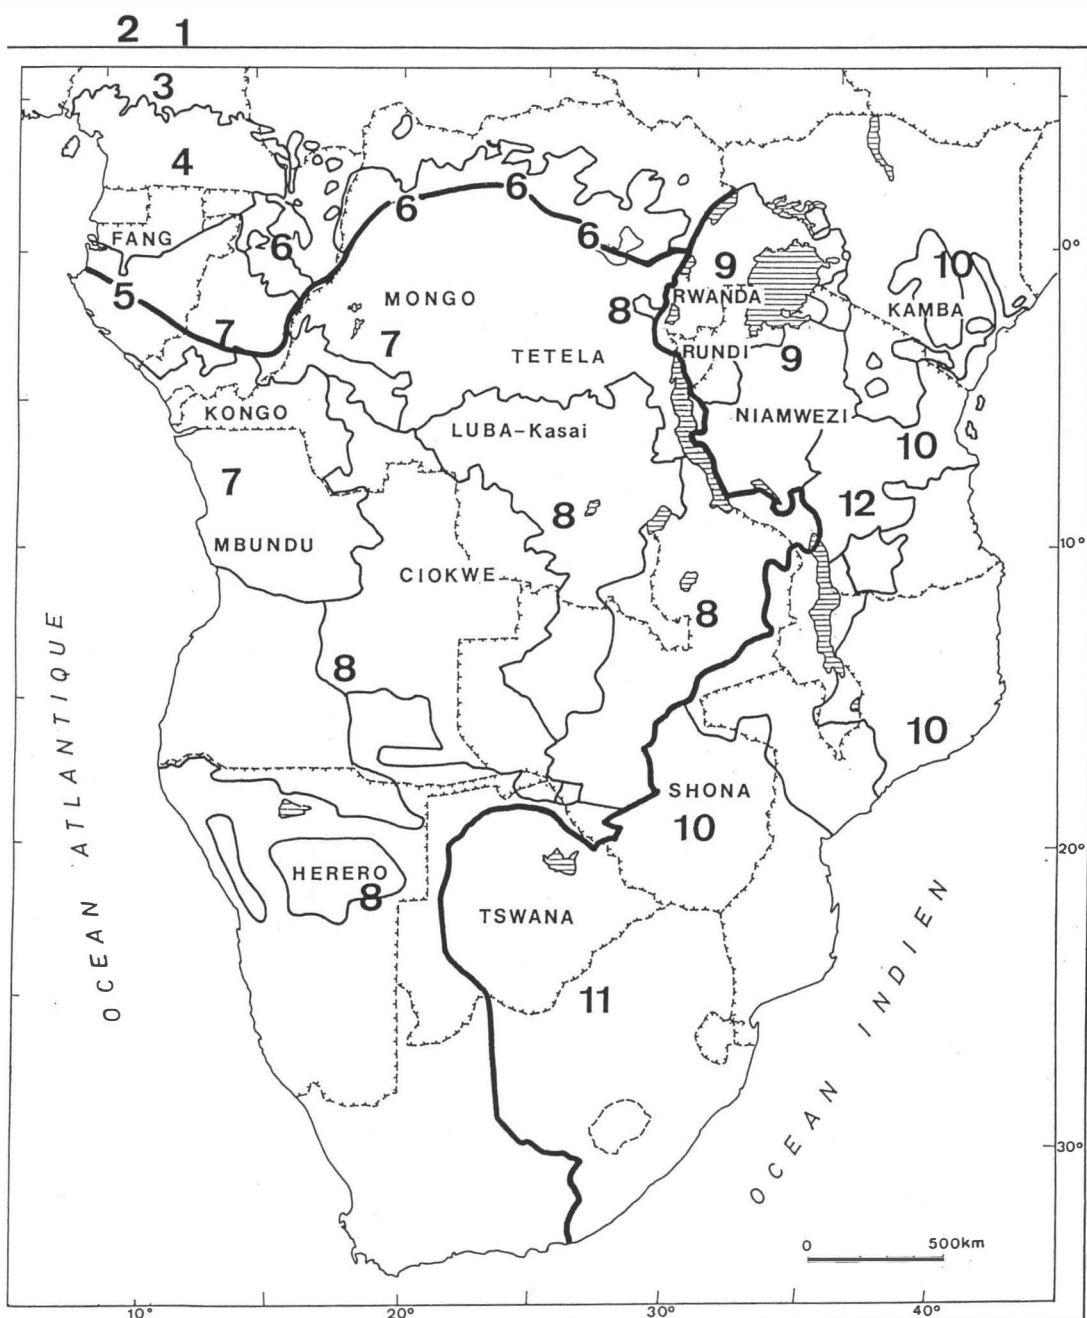 2 1
3
4
FANG
6
6
6
6
5
7
MONGO
7
TETELA
8
9
RWANDA
RUNDI
9
10
KAMBA
0°
KONGO
LUBA-Kasai
NIAMWEZI
10
7
8
12
MBUNDU
CIOKWE
10°
8
8
10
SHONA
10
HERERO
8
TSWANA
20°
11
OCEAN ATLANTIQUE
OCEAN INDIEN
30°
0 500km
10° 20° 30° 40°